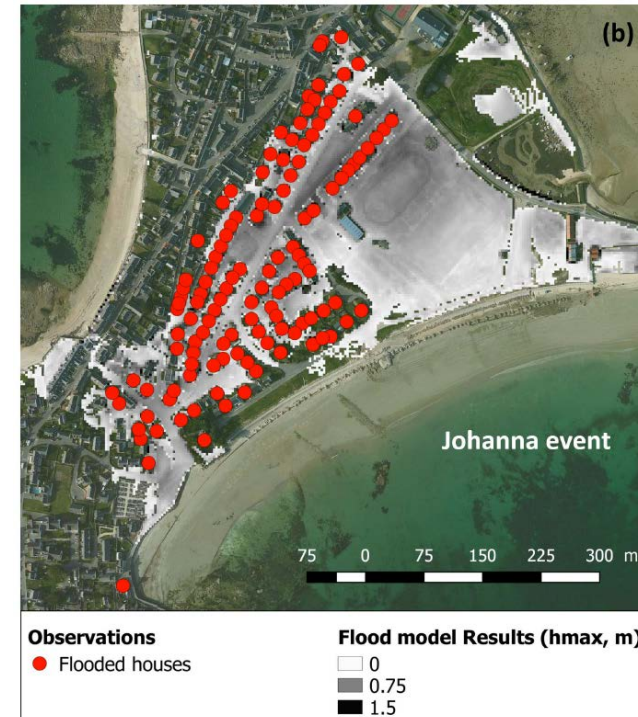 (b)
Johanna event
75 0 75 150 225 300 m
Observations
Flooded houses
Flood model Results (hmax, m)
0
0.75
1.5